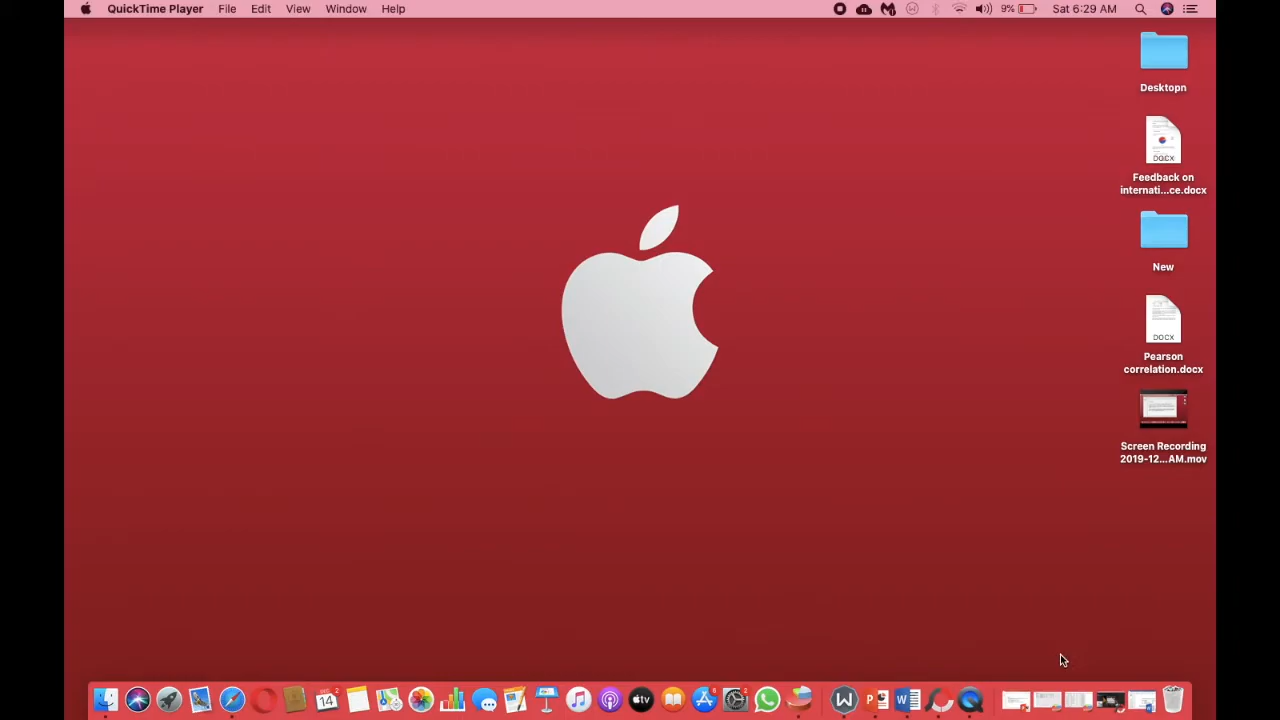 QuickTime Player File Edit View Window Help 9% Sat 6:29 AM
Desktopn
DOCX
Feedback on
internati...ce.docx
New
DOCX
Pearson
correlation.docx
Screen Recording
2019-12...AM.mov
14
tv